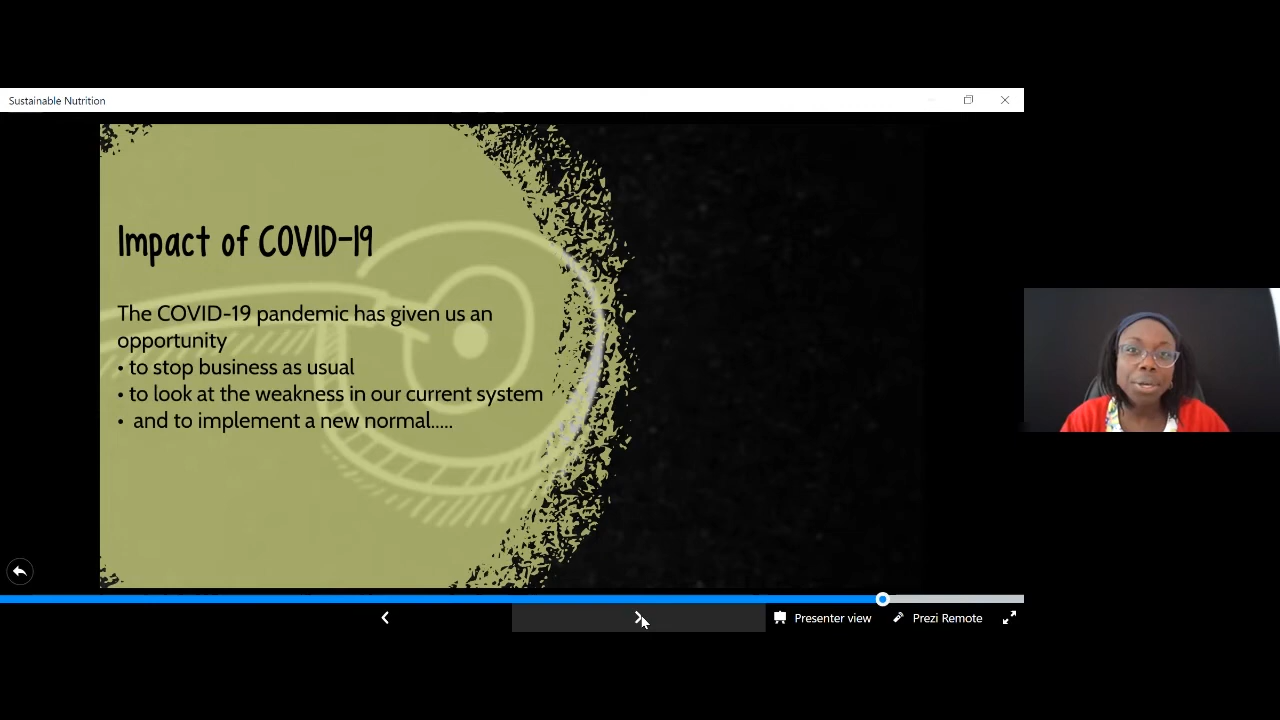 Sustainable Nutrition
Impact of COVID-19
The COVID-19 pandemic has given us an
opportunity
• to stop business as usual
• to look at the weakness in our current system
• and to implement a new normal.....
Presenter view
Prezi Remote